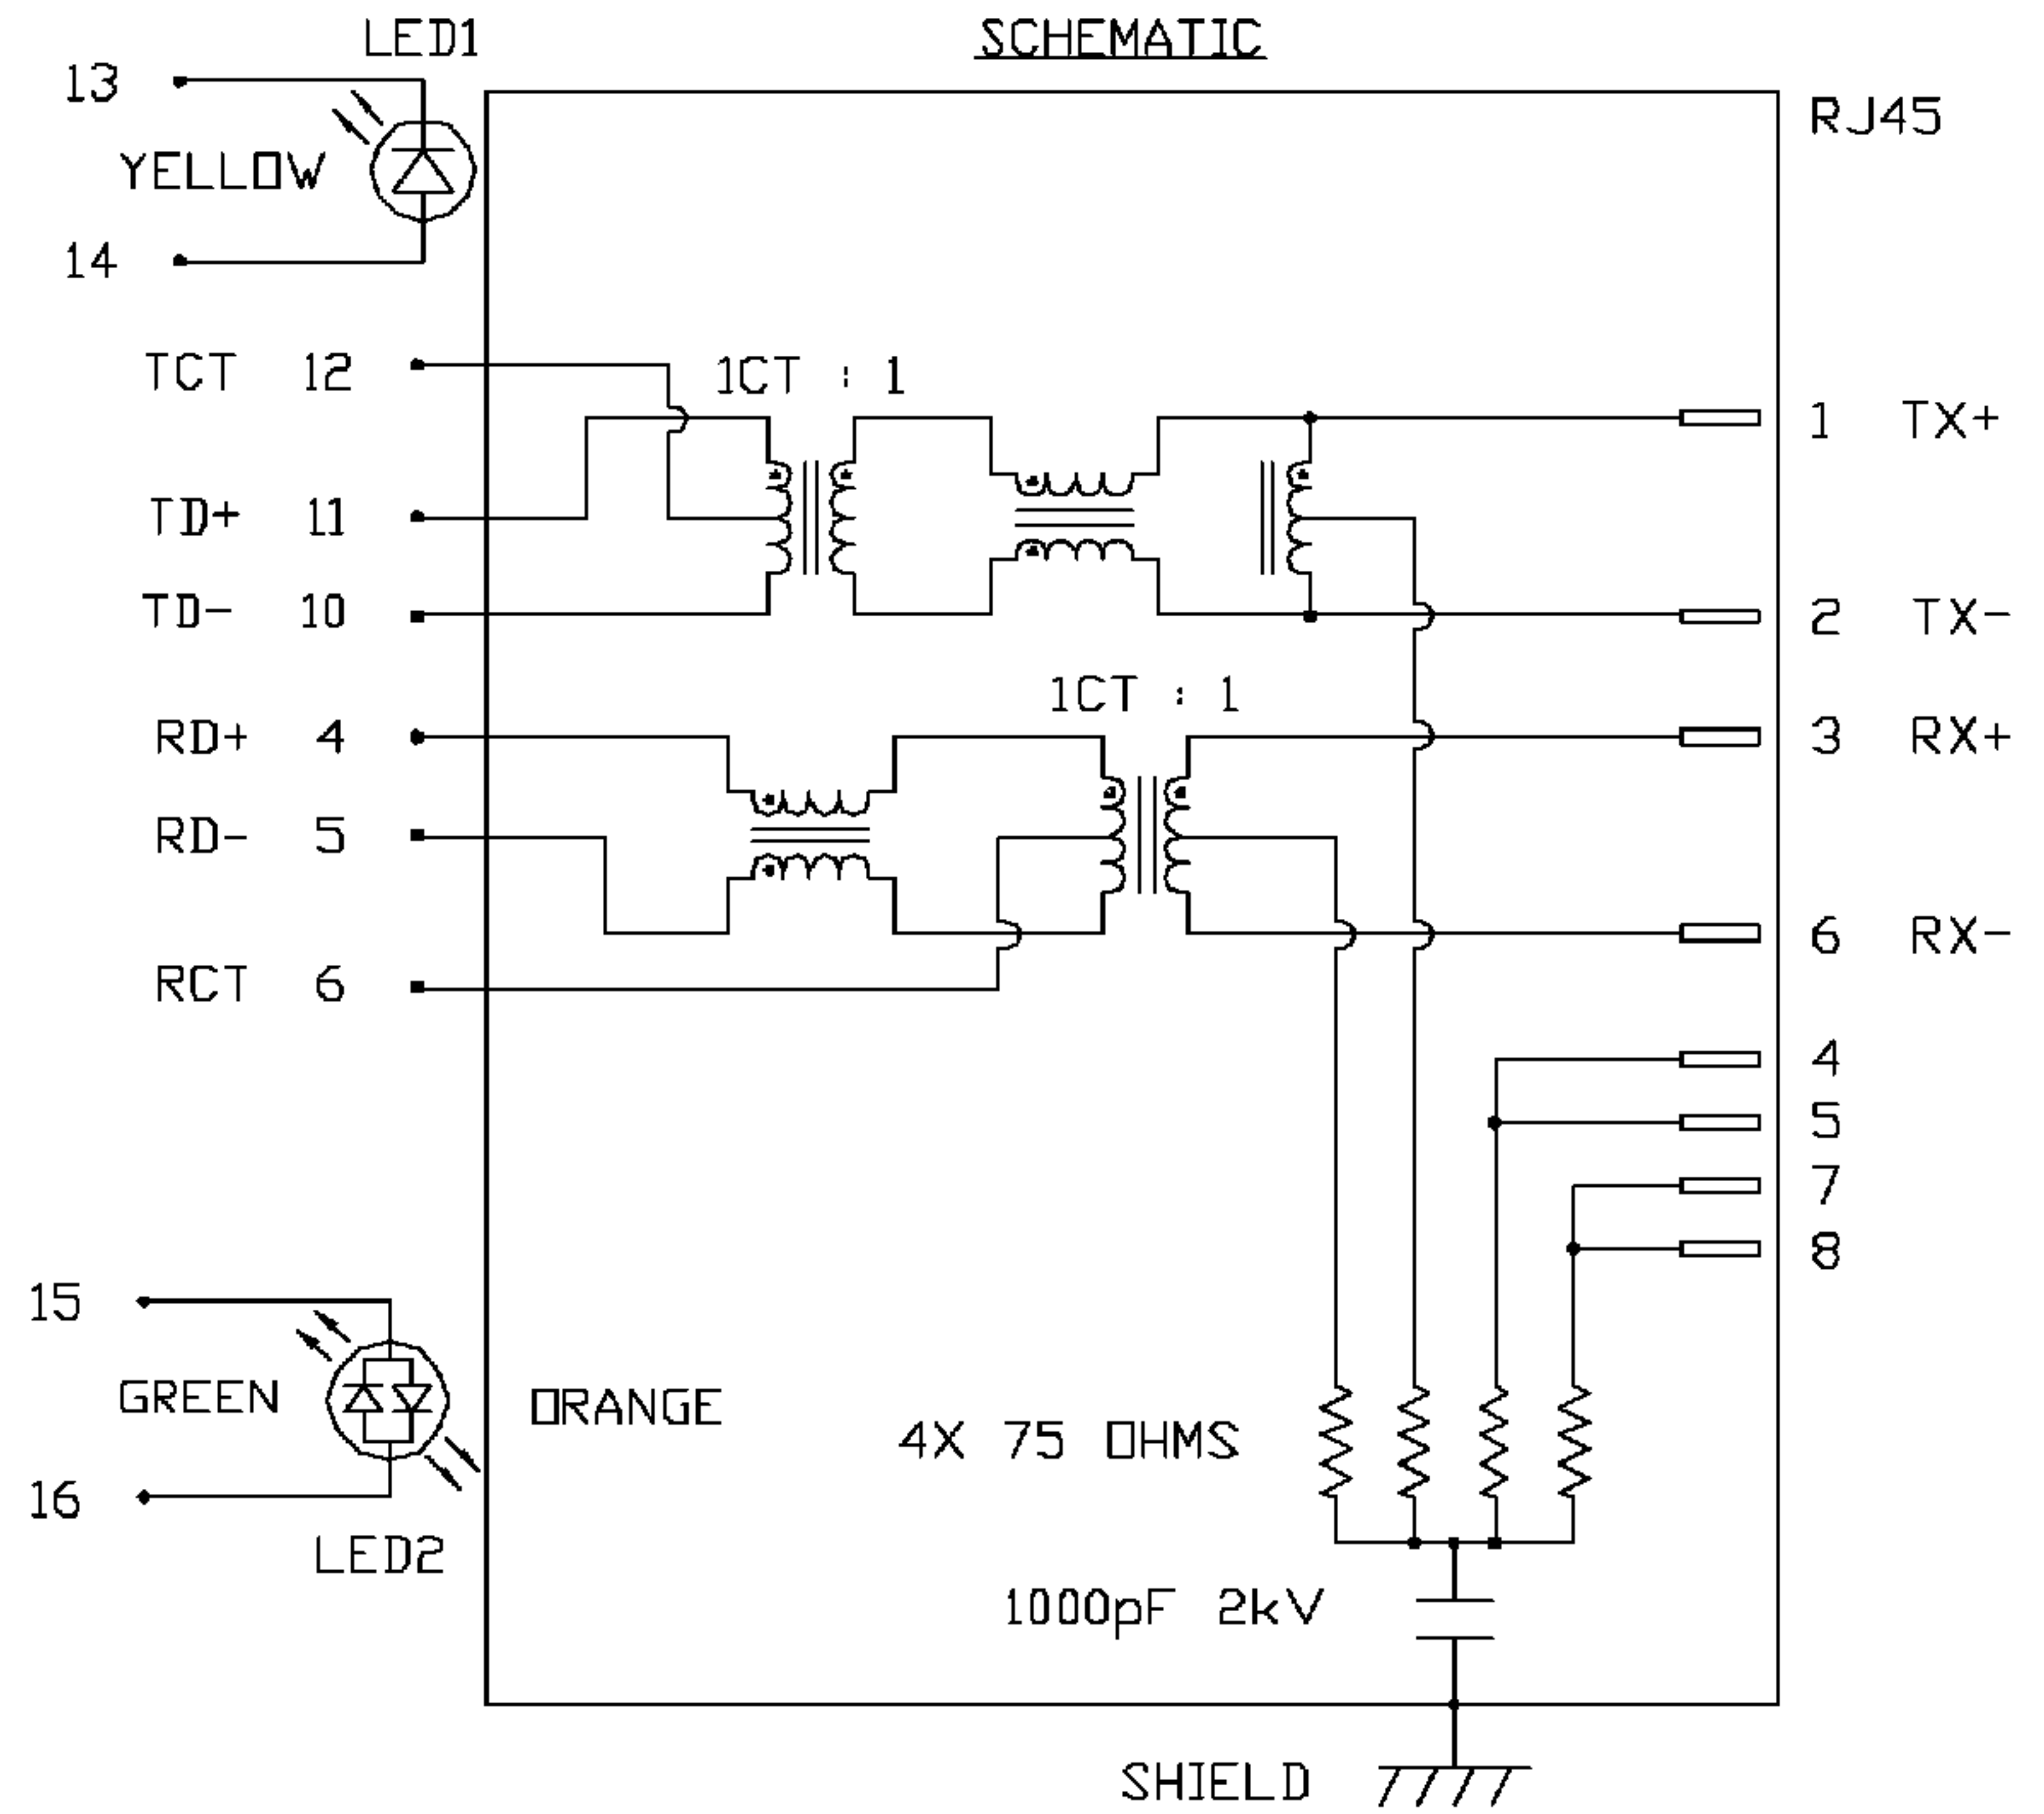 LED1
SCHEMATIC
13
RJ45
YELLOW
14
TCT 12
1CT : 1
1 TX+
TD+ 11
TD- 10
2 TX-
1CT : 1
RD+ 4
3 RX+
RD- 5
6 RX-
RCT 6
4
5
7
8
15
GREEN
ORANGE
4X 75 OHMS
16
LED2
1000pF 2kV
SHIELD